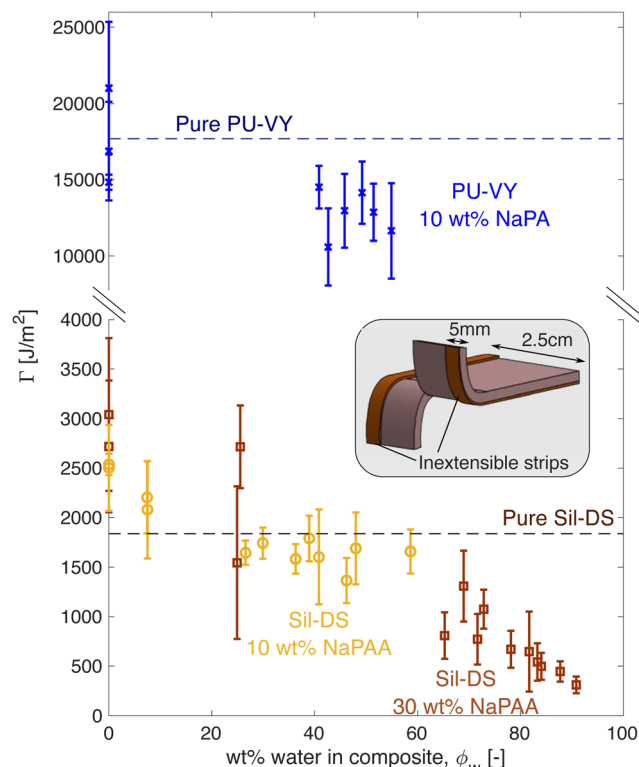 25000
20000
15000
10000
4000
3500
3000
2500
2000
1500
1000
500
0
Γ [J/m²]
Pure PU-VY
PU-VY
10 wt% NaPA
5mm
2.5cm
Inextensible strips
Pure Sil-DS
Sil-DS
10 wt% NaPAA
Sil-DS
30 wt% NaPAA
0 20 40 60 80 100
wt% water in composite, ϕw [-]